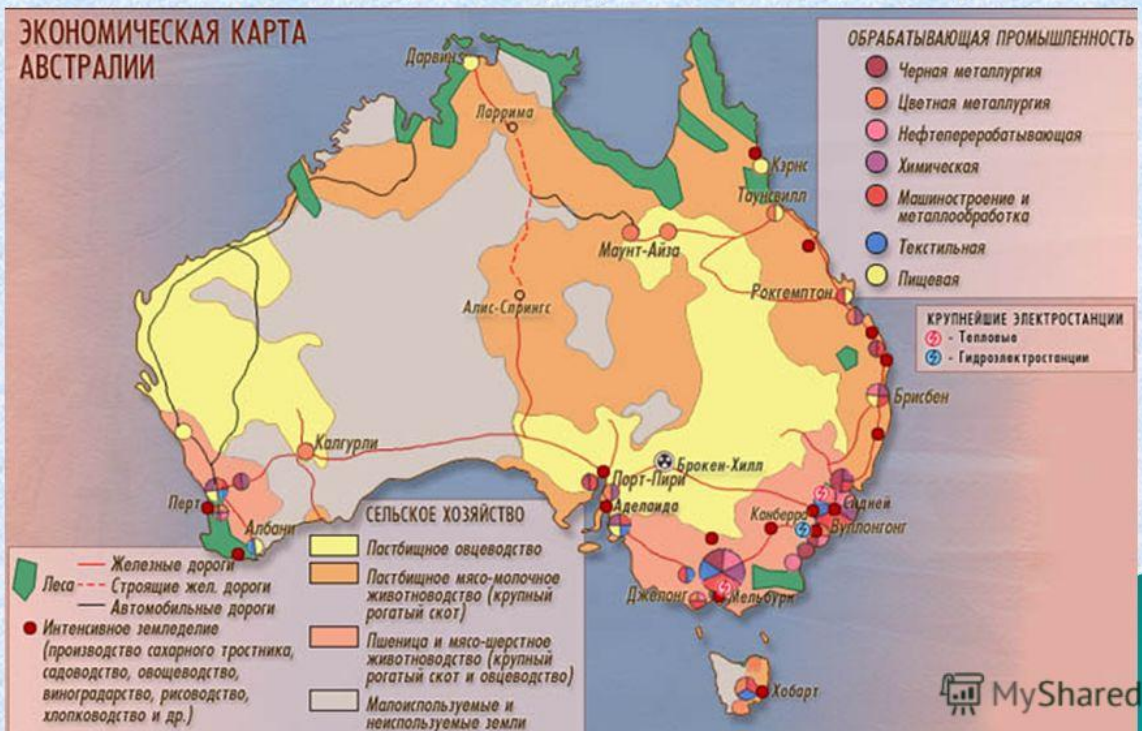 ЭКОНОМИЧЕСКАЯ КАРТА
АВСТРАЛИИ
ОБРАБАТЫВАЮЩАЯ ПРОМЫШЛЕННОСТЬ
Черная металлургия
Цветная металлургия
Нефтеперерабатывающая
Химическая
Машиностроение и
металлообработка
Текстильная
Пищевая
КРУПНЕЙШИЕ ЭЛЕКТРОСТАНЦИИ
- Тепловые
- Гидроэлектростанции
Дарвин
Ларрима
Кэрнс
Таунсвилл
Маунт-Айза
Рокгемптон
Алис-Спрингс
Брисбен
Калгурли
Брокен-Хилл
Порт-Пири
Перт
Аделаида
Канберра
Сидней
Вуллонгонг
Албани
Джелонг
Мельбурн
Хобарт
Леса
Железные дороги
Строящие жел. дороги
Автомобильные дороги
Интенсивное земледелие
(производство сахарного тростника,
садоводство, овощеводство,
виноградарство, рисоводство,
хлопководство и др.)
СЕЛЬСКОЕ ХОЗЯЙСТВО
Пастбищное овцеводство
Пастбищное мясо-молочное
животноводство (крупный
рогатый скот)
Пшеница и мясо-шерстное
животноводство (крупный
рогатый скот и овцеводство)
Малоиспользуемые и
неиспользуемые земли
MyShared